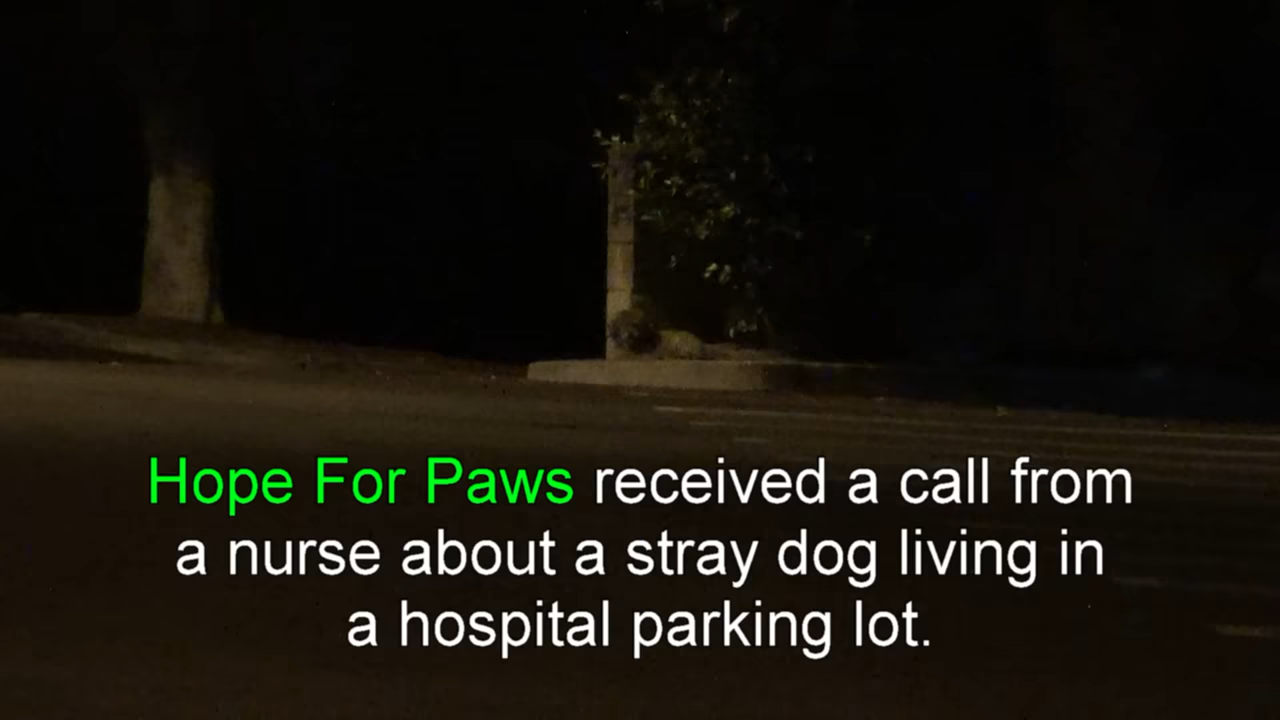 Hope For Paws received a call from
a nurse about a stray dog living in
a hospital parking lot.